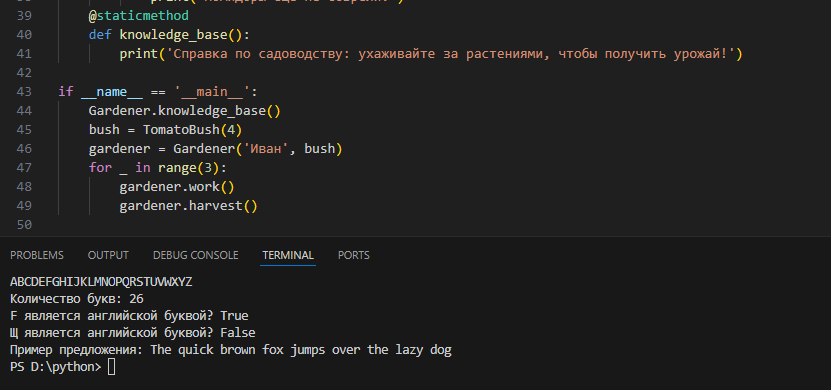 39 @staticmethod
40 def knowledge_base():
41 print('Справка по садоводству: ухаживайте за растениями, чтобы получить урожай!')
42
43 if __name__ == '__main__':
44 Gardener.knowledge_base()
45 bush = TomatoBush(4)
46 gardener = Gardener('Иван', bush)
47 for _ in range(3):
48 gardener.work()
49 gardener.harvest()
50
PROBLEMS OUTPUT DEBUG CONSOLE TERMINAL PORTS
ABCDEFGHIJKLMNOPQRSTUVWXYZ
Количество букв: 26
F является английской буквой? True
Щ является английской буквой? False
Пример предложения: The quick brown fox jumps over the lazy dog
PS D:\python>